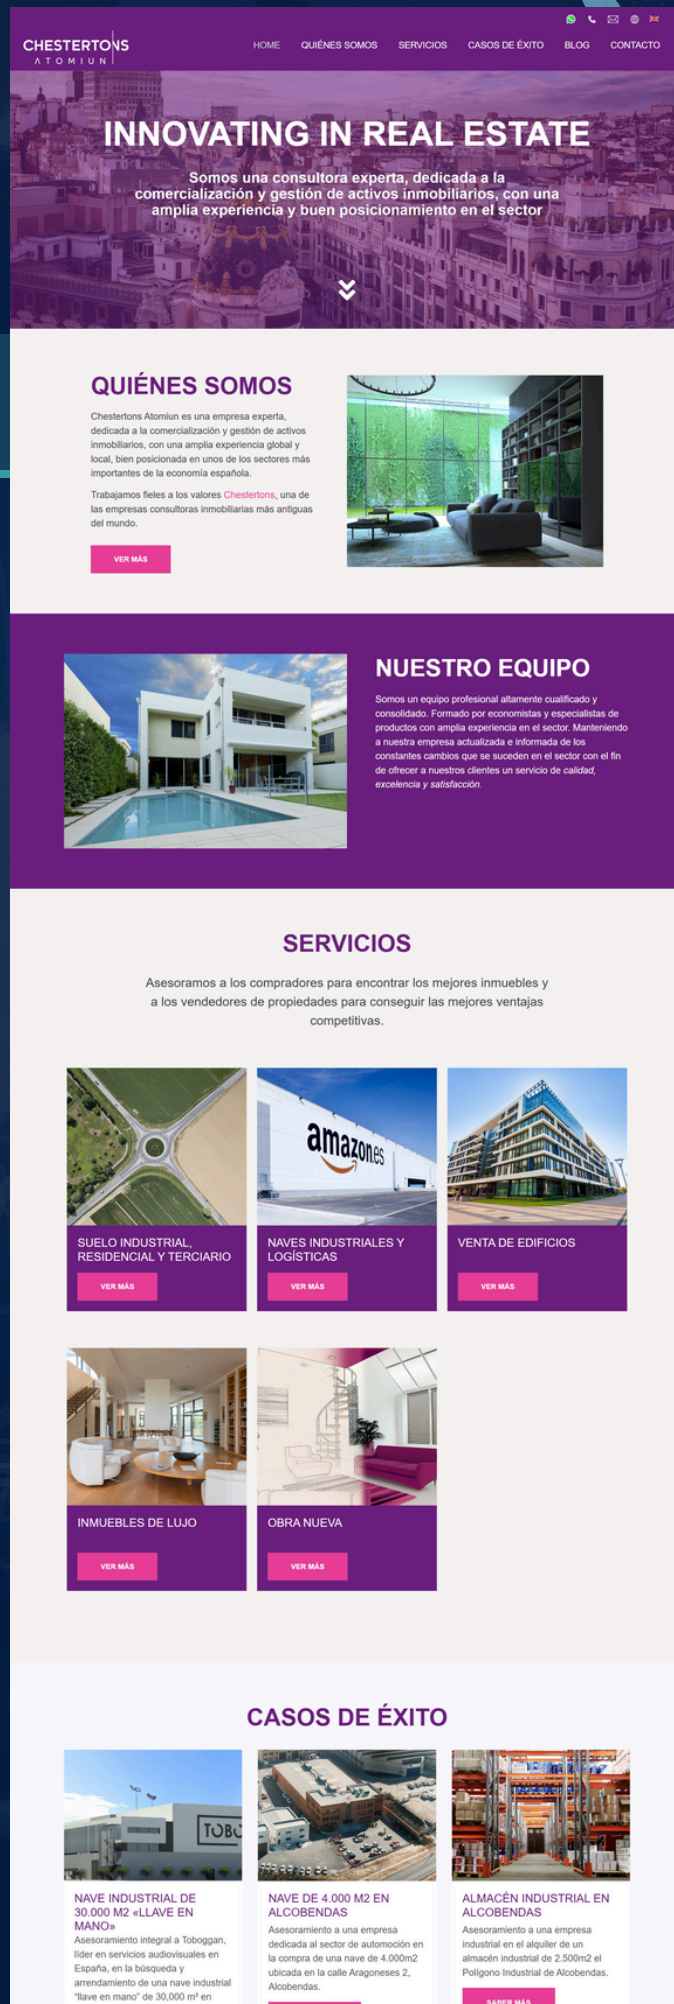 CHESTERTONS
ATOMIUN
HOME QUIÉNES SOMOS SERVICIOS CASOS DE ÉXITO BLOG CONTACTO
INNOVATING IN REAL ESTATE
Somos una consultora experta, dedicada a la
comercialización y gestión de activos inmobiliarios, con una
amplia experiencia y buen posicionamiento en el sector
QUIÉNES SOMOS
Chestertons Atomiun es una empresa experta,
dedicada a la comercialización y gestión de activos
inmobiliarios, con una amplia experiencia global y
local, bien posicionada en unos de los sectores más
importantes de la economía española.
Trabajamos fieles a los valores Chestertons, una de
las empresas consultoras inmobiliarias más antiguas
del mundo.
VER MÁS
NUESTRO EQUIPO
Somos un equipo profesional altamente cualificado y
consolidado. Formado por economistas y especialistas de
productos con amplia experiencia en el sector. Manteniendo
a nuestra empresa actualizada e informada de los
constantes cambios que se suceden en el sector con el fin
de ofrecer a nuestros clientes un servicio de calidad,
excelencia y satisfacción.
SERVICIOS
Asesoramos a los compradores para encontrar los mejores inmuebles y
a los vendedores de propiedades para conseguir las mejores ventajas
competitivas.
amazon.es
SUELO INDUSTRIAL,
RESIDENCIAL Y TERCIARIO
VER MÁS
NAVES INDUSTRIALES Y
LOGÍSTICAS
VER MÁS
VENTA DE EDIFICIOS
VER MÁS
INMUEBLES DE LUJO
VER MÁS
OBRA NUEVA
VER MÁS
CASOS DE ÉXITO
TOBO
NAVE INDUSTRIAL DE
30.000 M2 «LLAVE EN
MANO»
Asesoramiento integral a Toboggan,
líder en servicios audiovisuales en
España, en la búsqueda y
arrendamiento de una nave industrial
"llave en mano" de 30,000 m² en
NAVE DE 4.000 M2 EN
ALCOBENDAS
Asesoramiento a una empresa
dedicada al sector de automoción en
la compra de una nave de 4.000m2
ubicada en la calle Aragoneses 2,
Alcobendas.
ALMACÉN INDUSTRIAL EN
ALCOBENDAS
Asesoramiento a una empresa
industrial en el alquiler de un
almacén industrial de 2.500m2 el
Polígono Industrial de Alcobendas.
SABER MÁS